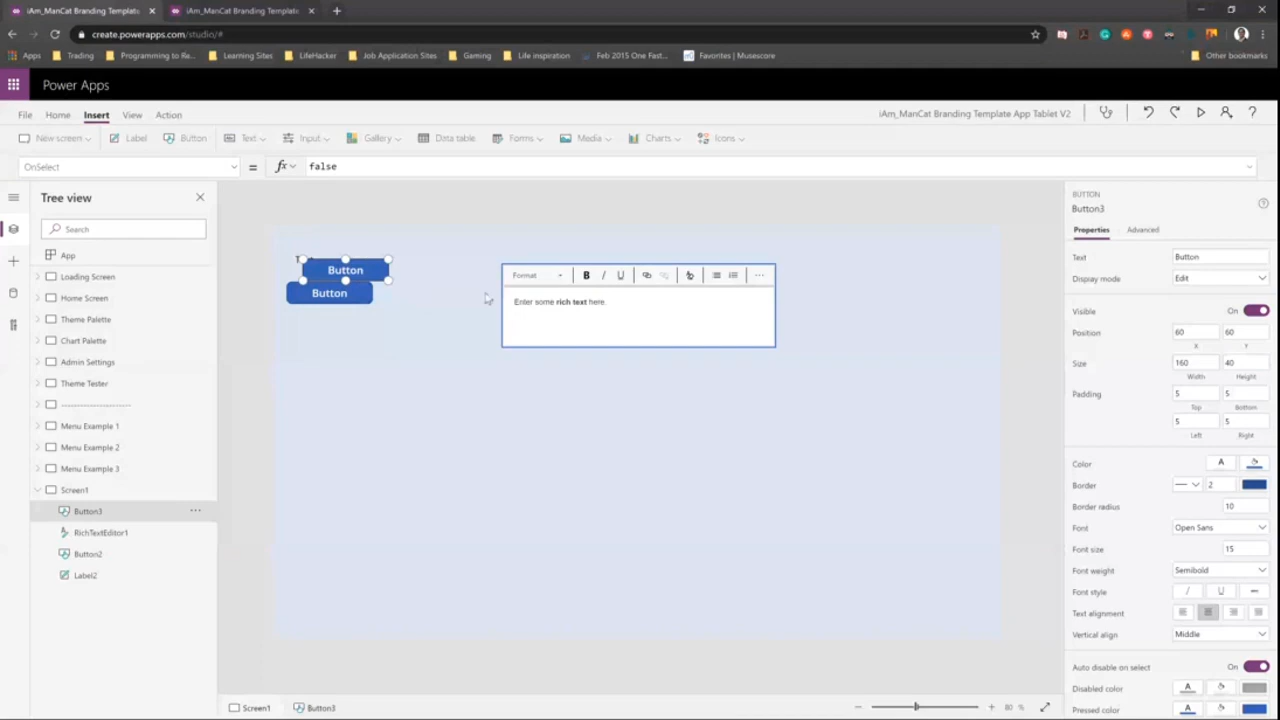 iAm_ManCat Branding Template
iAm_ManCat Branding Template
create.powerapps.com/studio/#
Apps Trading Programming to Re... Learning Sites LifeHacker Job Application Sites Gaming Life inspiration Feb 2015 One Fast... Favorites | Musescore Other bookmarks
Power Apps
File Home Insert View Action iAm_ManCat Branding Template App Tablet V2
New screen Label Button Text Input Gallery Data table Forms Media Charts Icons
OnSelect = fx false
Tree view
Search
App
Loading Screen
Home Screen
Theme Palette
Chart Palette
Admin Settings
Theme Tester
----------------------
Menu Example 1
Menu Example 2
Menu Example 3
Screen1
Button3
RichTextEditor1
Button2
Label2
Button
Button
Format B I U
Enter some rich text here.
BUTTON
Button3
Properties Advanced
Text Button
Display mode Edit
Visible On
Position 60 60
X Y
Size 160 40
Width Height
Padding 5 5
Top Bottom
5 5
Left Right
Color A
Border 2
Border radius 10
Font Open Sans
Font size 15
Font weight Semibold
Font style / U
Text alignment
Vertical align Middle
Auto disable on select On
Disabled color A
Pressed color A
Screen1 Button3 80 %